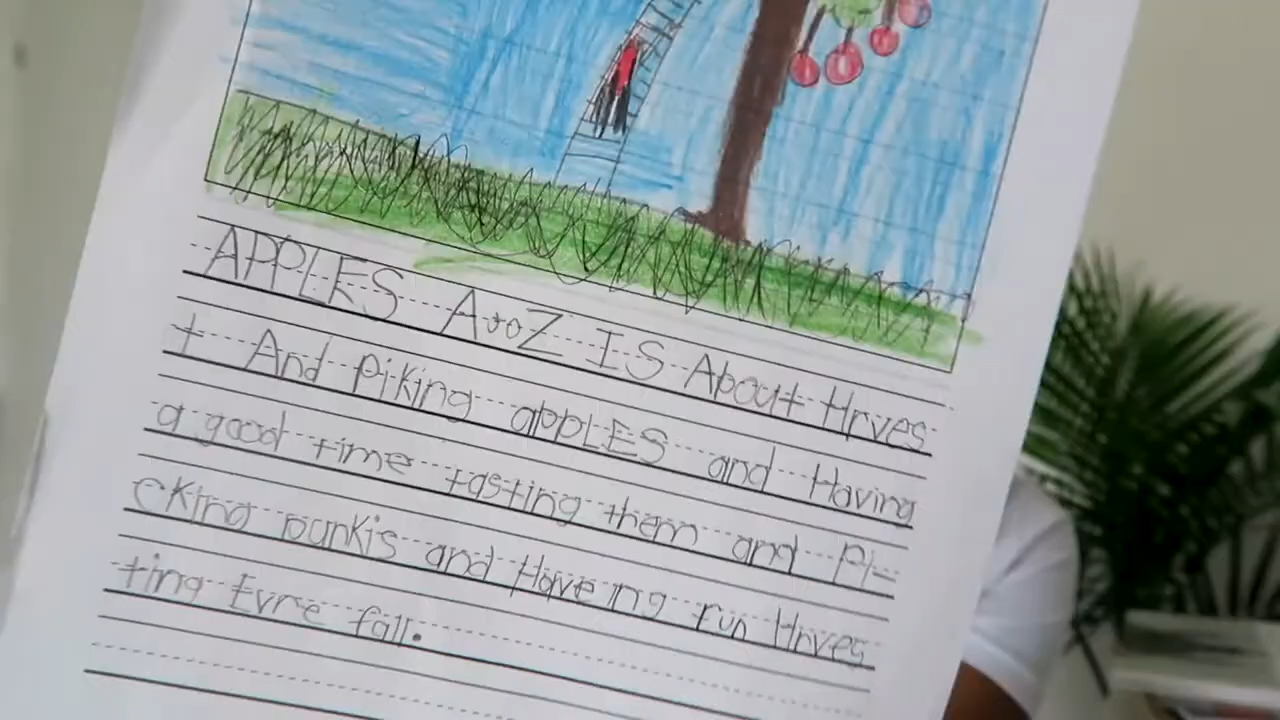 APPLES AtoZ IS About Hrves
t And Piking appLES and Having
a good time tasting them and Pi-
cking punkis and Haveing fun Hrves
ting Evre fall.